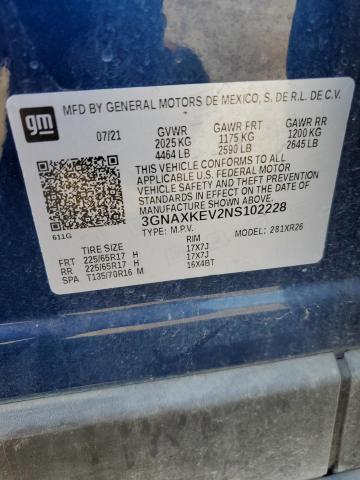 gm
MFD BY GENERAL MOTORS DE MEXICO, S. DE R.L. DE C.V.
07/21 GVWR GAWR FRT GAWR RR
2025 KG 1175 KG 1200 KG
4464 LB 2590 LB 2645 LB
THIS VEHICLE CONFORMS TO ALL
APPLICABLE U.S. FEDERAL MOTOR
VEHICLE SAFETY, BUMPER, AND THEFT
PREVENTION STANDARDS IN EFFECT ON THE DATE OF
MANUFACTURE SHOWN ABOVE.
3GNAXKEV2NS102228
611G
TYPE: M.P.V. MODEL: 281XR26
TIRE SIZE RIM
FRT 225/65R17 H 17X7J
RR 225/65R17 H 17X7J
SPA T135/70R16 M 16X4BT